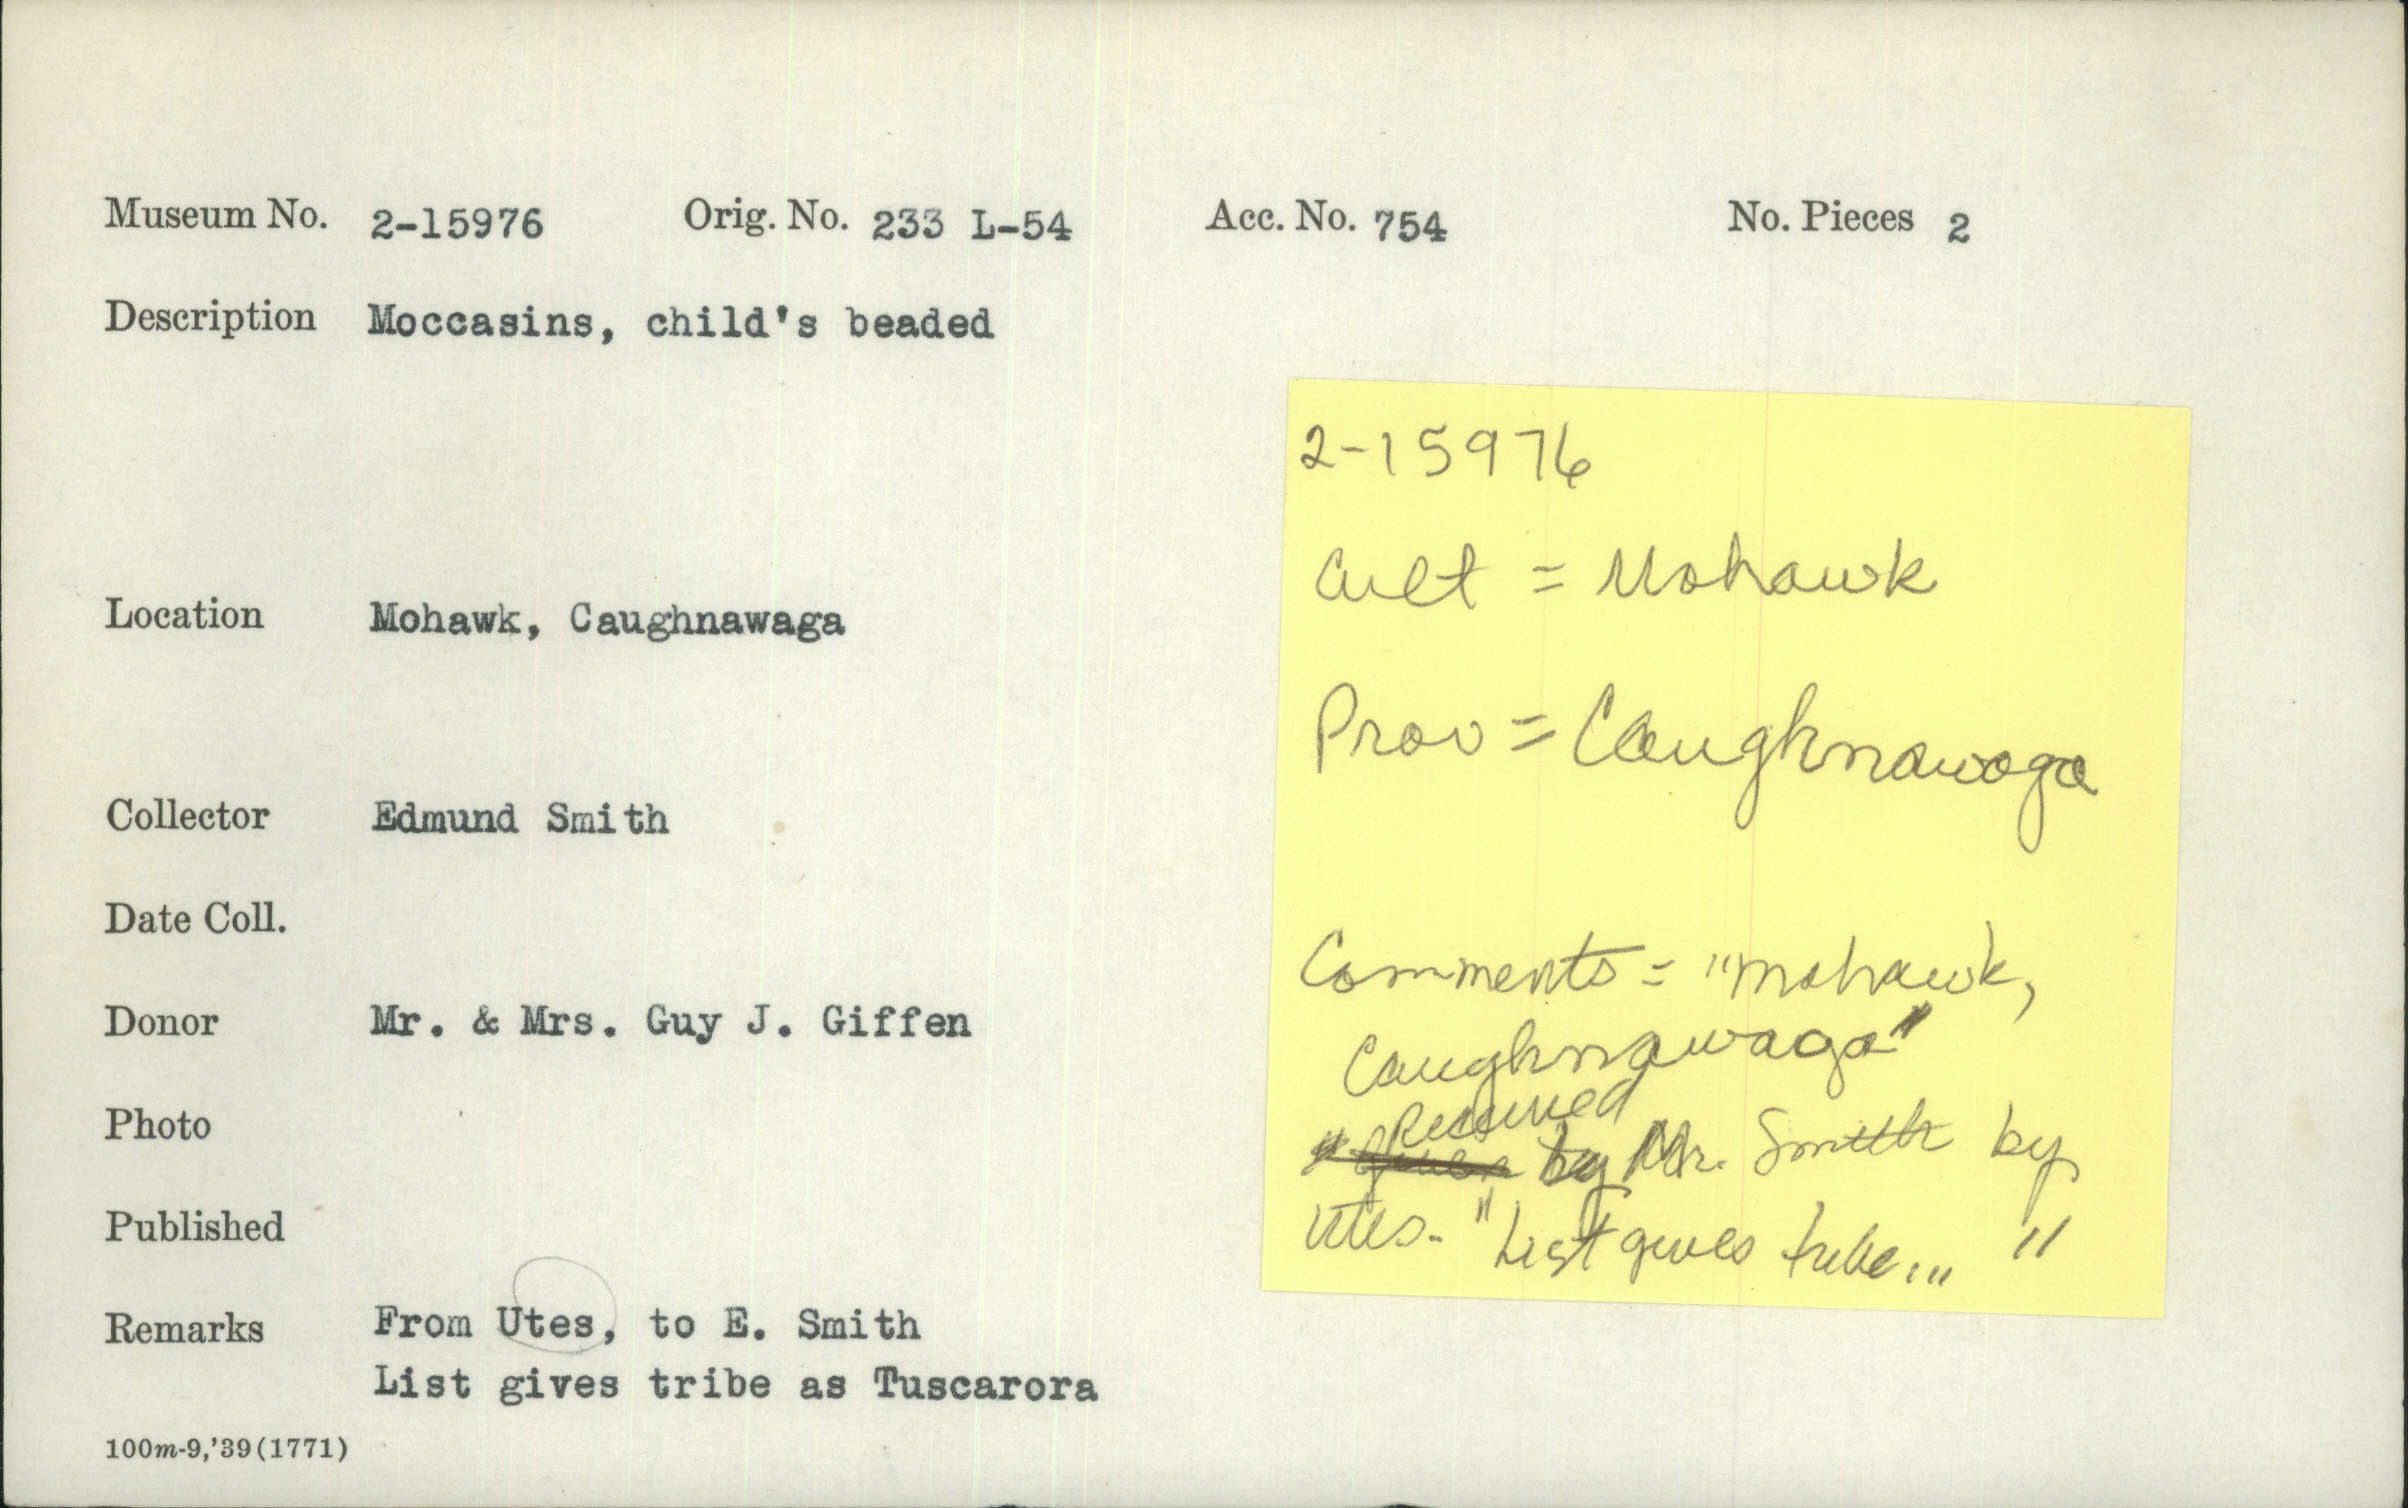 Museum No. 2-15976 Orig. No. 233 L-54 Acc. No. 754 No. Pieces 2
Description Moccasins, child's beaded
Location Mohawk, Caughnawaga
Collector Edmund Smith
Date Coll.
Donor Mr. & Mrs. Guy J. Giffen
Photo
Published
Remarks From Utes, to E. Smith
List gives tribe as Tuscarora
100m-9,'39(1771)
2-15976
Cult = Mohawk
Prov = Caughnawaga
Comments = "Mohawk,
Caughnawaga"
Received
by Mr. Smith by
Utes." List gives tribe... "